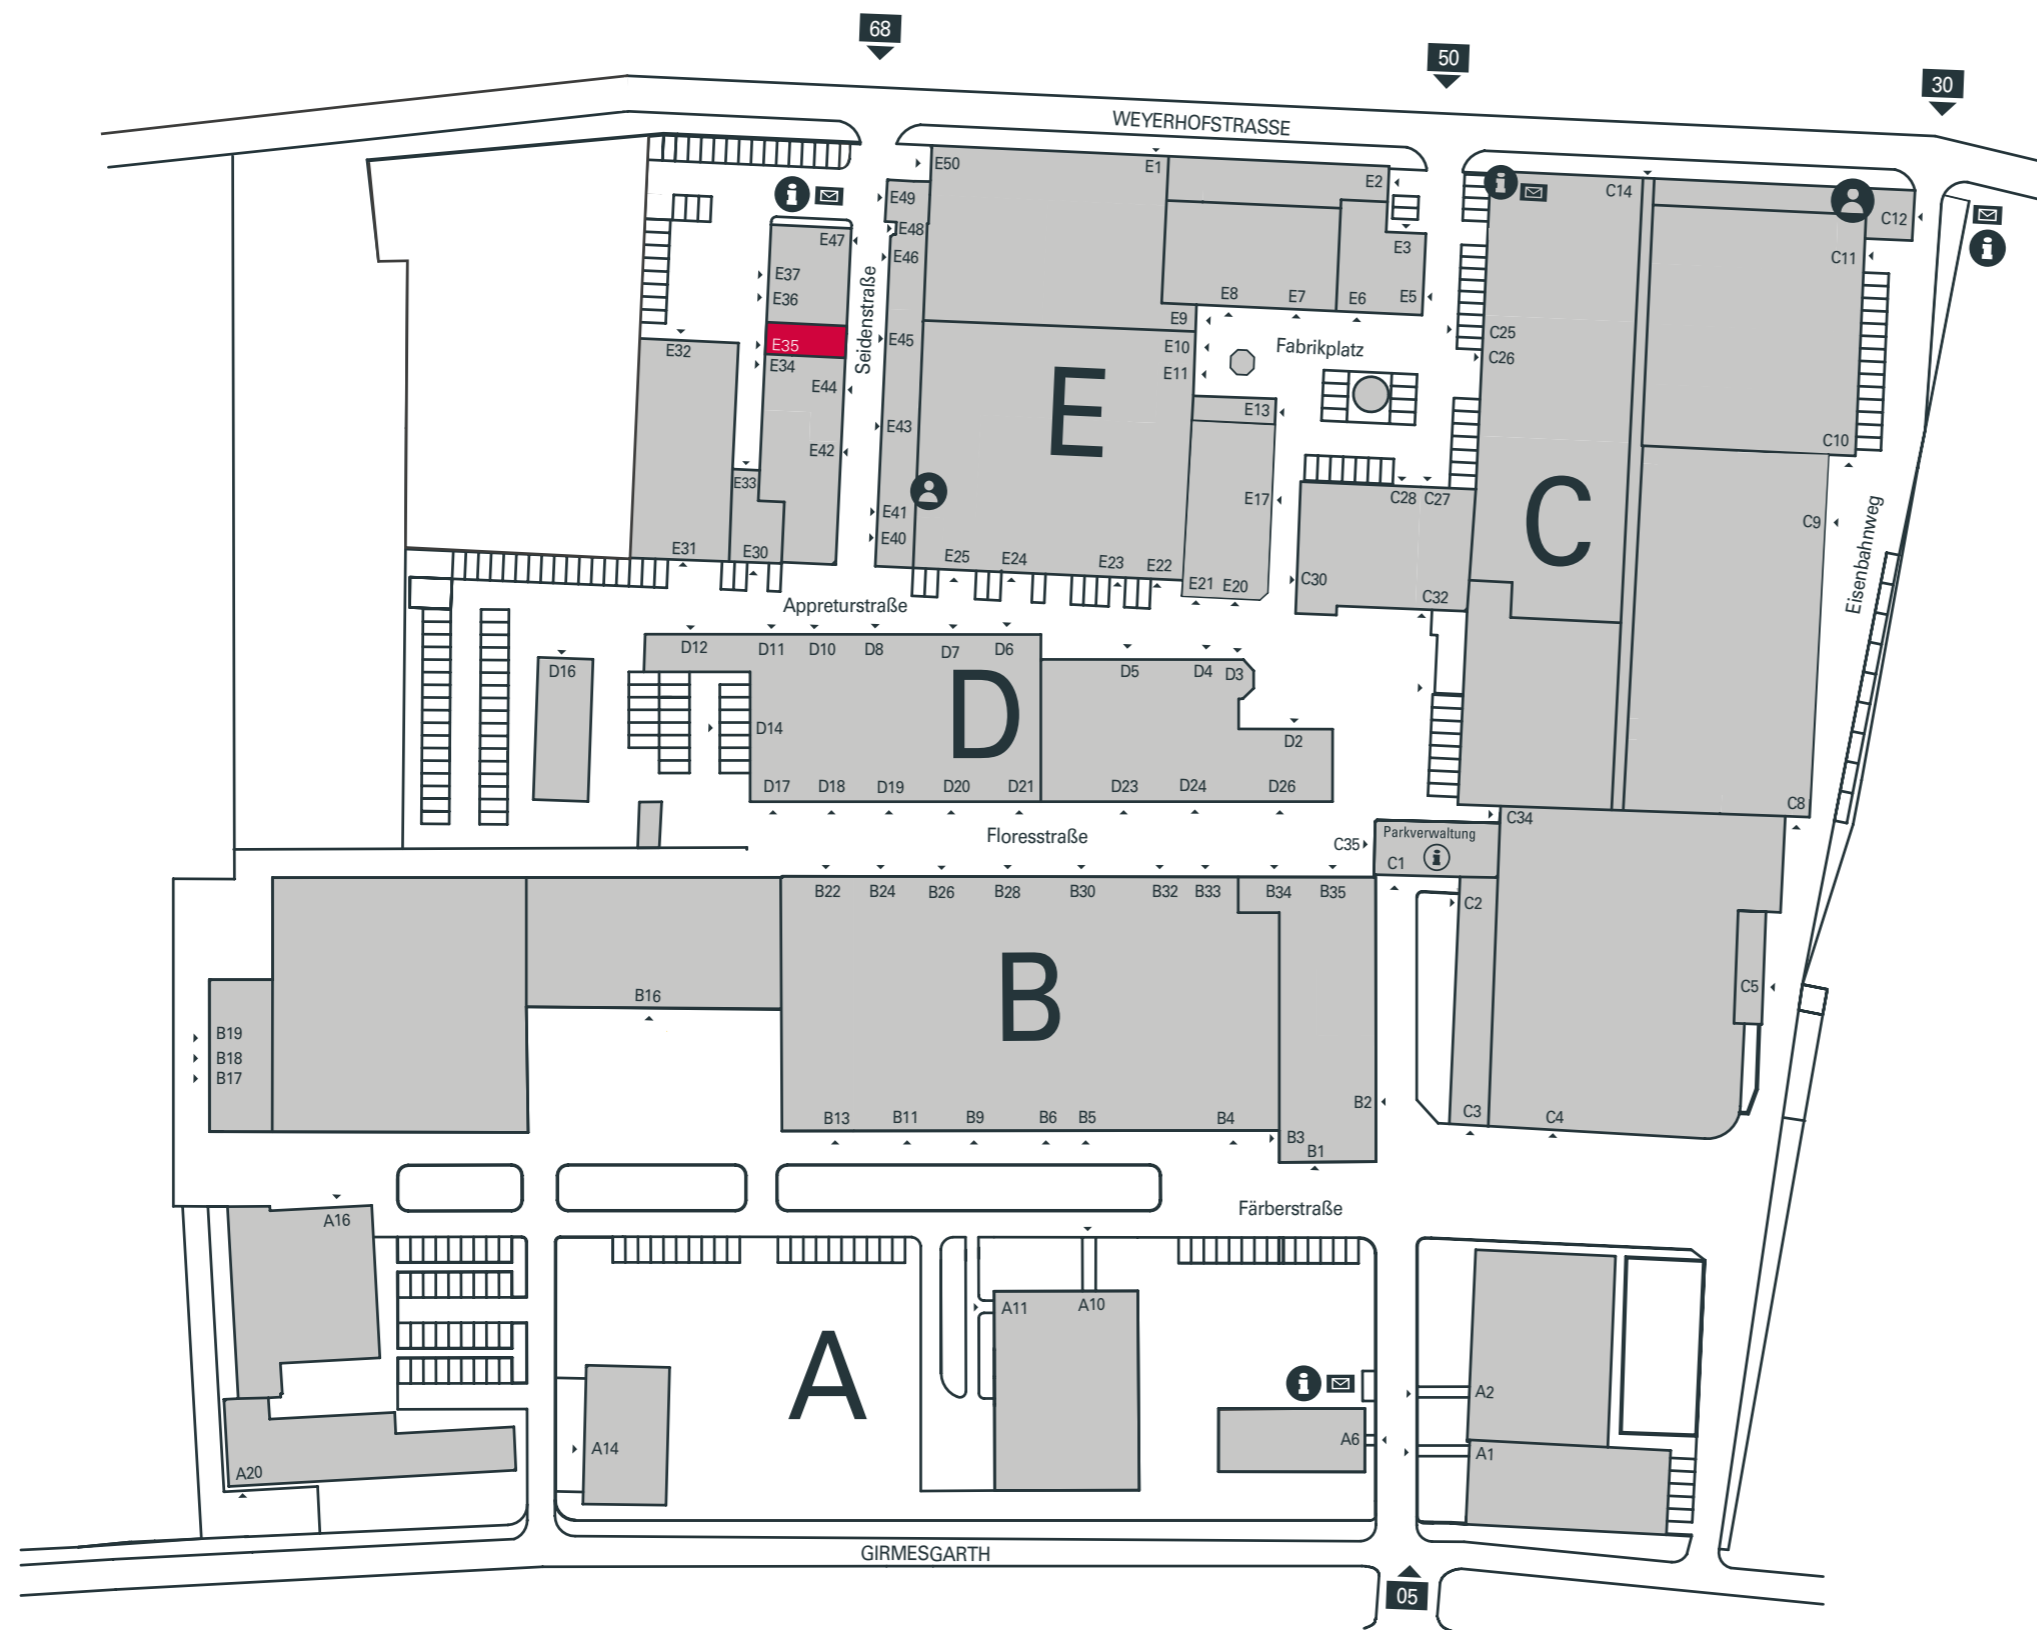 68
50
30
WEYERHOFSTRASSE
E50
E1
E2
C14
C12
E49
E48
E47
E46
E3
C11
E37
E36
E8
E7
E6
E5
Seidenstraße
E9
E45
C25
E35
E32
E10
Fabrikplatz
C26
E34
E11
E44
E13
E
E43
C10
E42
E33
E17
C28
C27
C
E41
C9
E40
Eisenbahnweg
E31
E30
E25
E24
E23
E22
E21
E20
C30
C32
Appreturstraße
D12
D11
D10
D8
D7
D6
D16
D5
D4
D3
D
D14
D2
D17
D18
D19
D20
D21
D23
D24
D26
C8
C34
Floresstraße
Parkverwaltung
C35
C1
i
B22
B24
B26
B28
B30
B32
B33
B34
B35
C2
B
B16
C5
B19
B18
B17
B13
B11
B9
B6
B5
B4
B2
C3
C4
B3
B1
Färberstraße
A16
A11
A10
A
A2
A14
A6
A1
A20
GIRMESGARTH
05